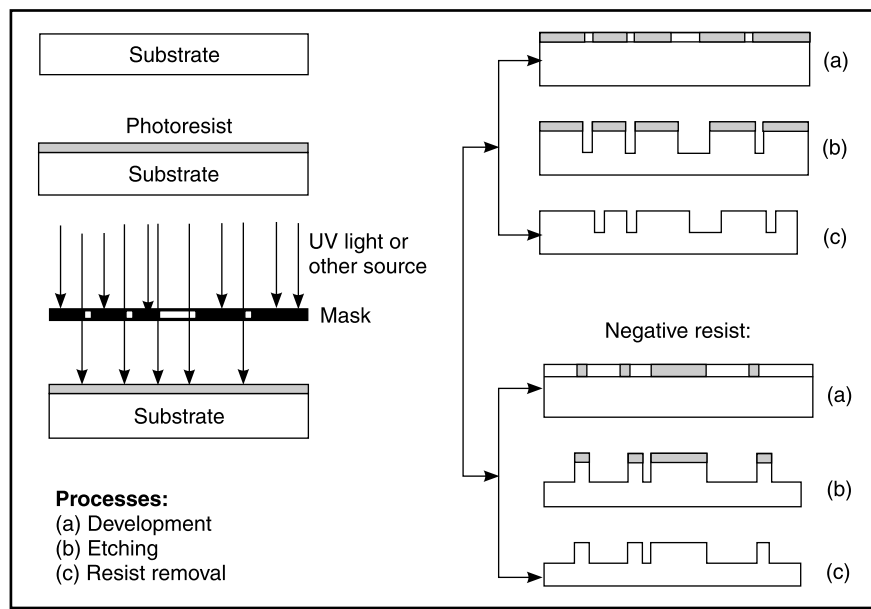 Substrate
Photoresist
Substrate
UV light or
other source
Mask
Substrate
Processes:
(a) Development
(b) Etching
(c) Resist removal
(a)
(b)
(c)
Negative resist:
(a)
(b)
(c)